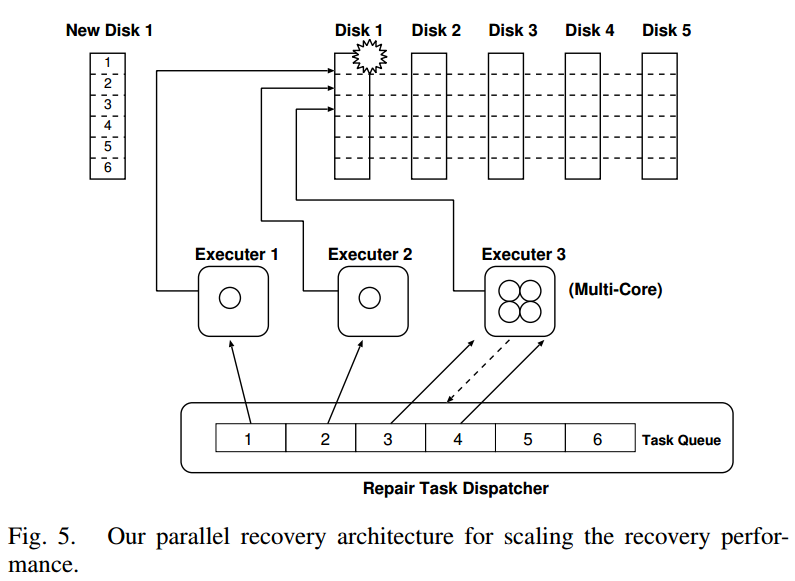 New Disk 1
Disk 1 Disk 2 Disk 3 Disk 4 Disk 5
1
2
3
4
5
6
Executer 1 Executer 2 Executer 3
(Multi-Core)
1 2 3 4 5 6 Task Queue
Repair Task Dispatcher
Fig. 5. Our parallel recovery architecture for scaling the recovery perfor-
mance.